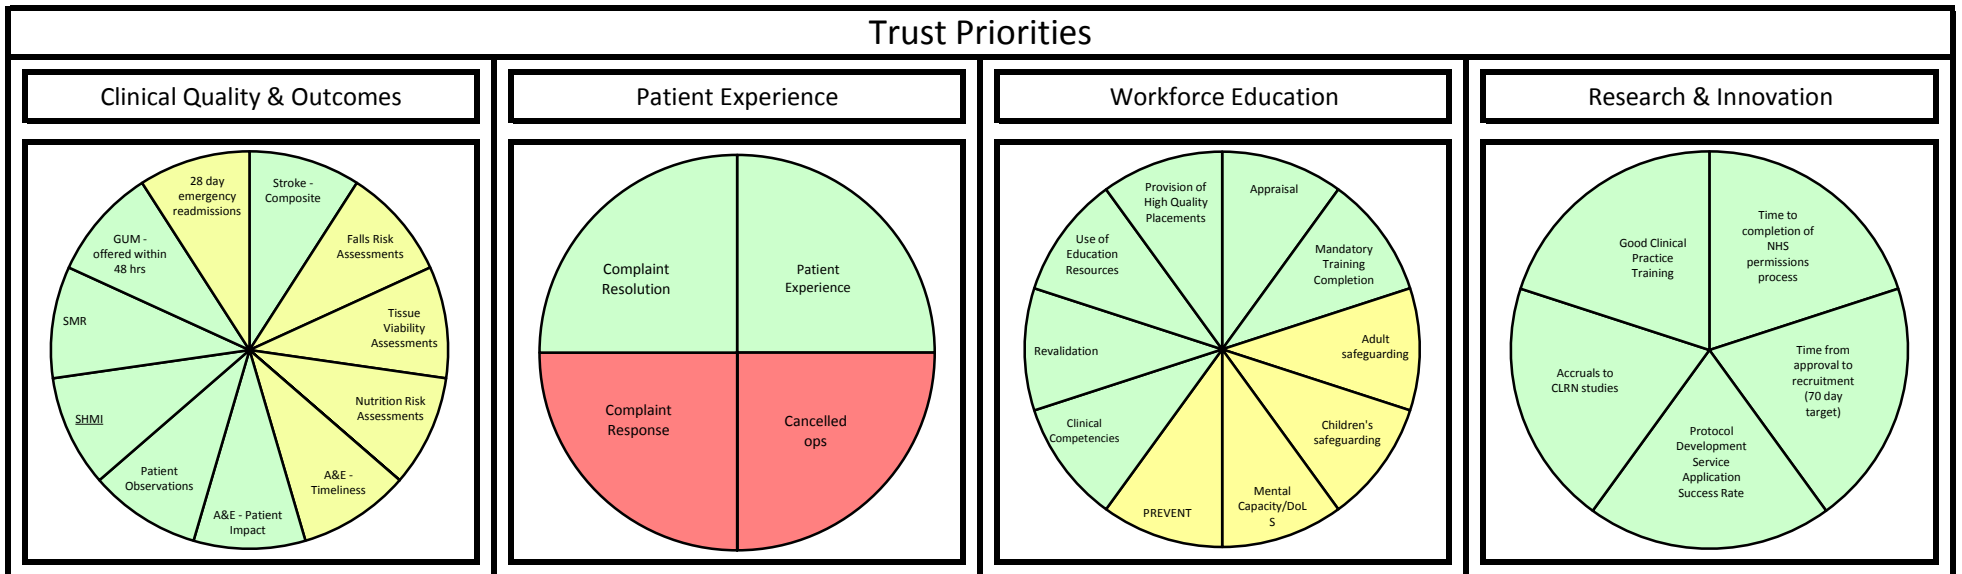 Trust Priorities
Clinical Quality & Outcomes
28 day
emergency
readmissions
Stroke -
Composite
Falls Risk
Assessments
Tissue
Viability
Assessments
Nutrition Risk
Assessments
A&E -
Timeliness
A&E - Patient
Impact
Patient
Observations
SHMI
SMR
GUM -
offered within
48 hrs
Patient Experience
Complaint
Resolution
Patient
Experience
Complaint
Response
Cancelled
ops
Workforce Education
Provision of
High Quality
Placements
Appraisal
Mandatory
Training
Completion
Adult
safeguarding
Children's
safeguarding
Mental
Capacity/DoL
S
PREVENT
Clinical
Competencies
Revalidation
Use of
Education
Resources
Research & Innovation
Good Clinical
Practice
Training
Time to
completion of
NHS
permissions
process
Time from
approval to
recruitment
(70 day
target)
Protocol
Development
Service
Application
Success Rate
Accruals to
CLRN studies